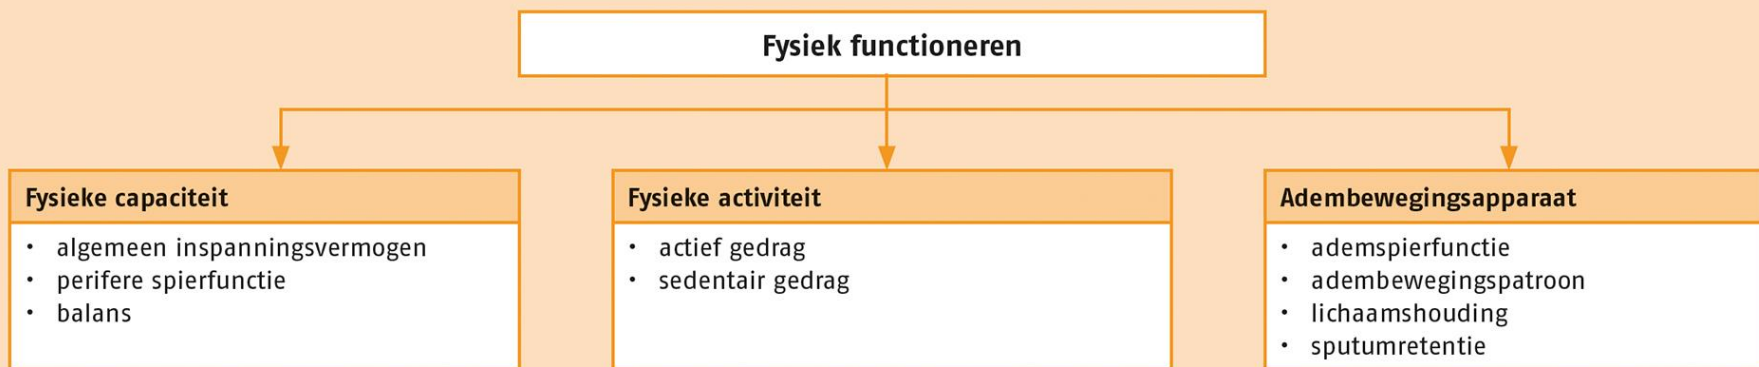 Fysiek functioneren
Fysieke capaciteit
• algemeen inspanningsvermogen
• perifere spierfunctie
• balans
Fysieke activiteit
• actief gedrag
• sedentair gedrag
Adembewegingsapparaat
• ademspierfunctie
• adembewegingspatroon
• lichaamshouding
• sputumretentie